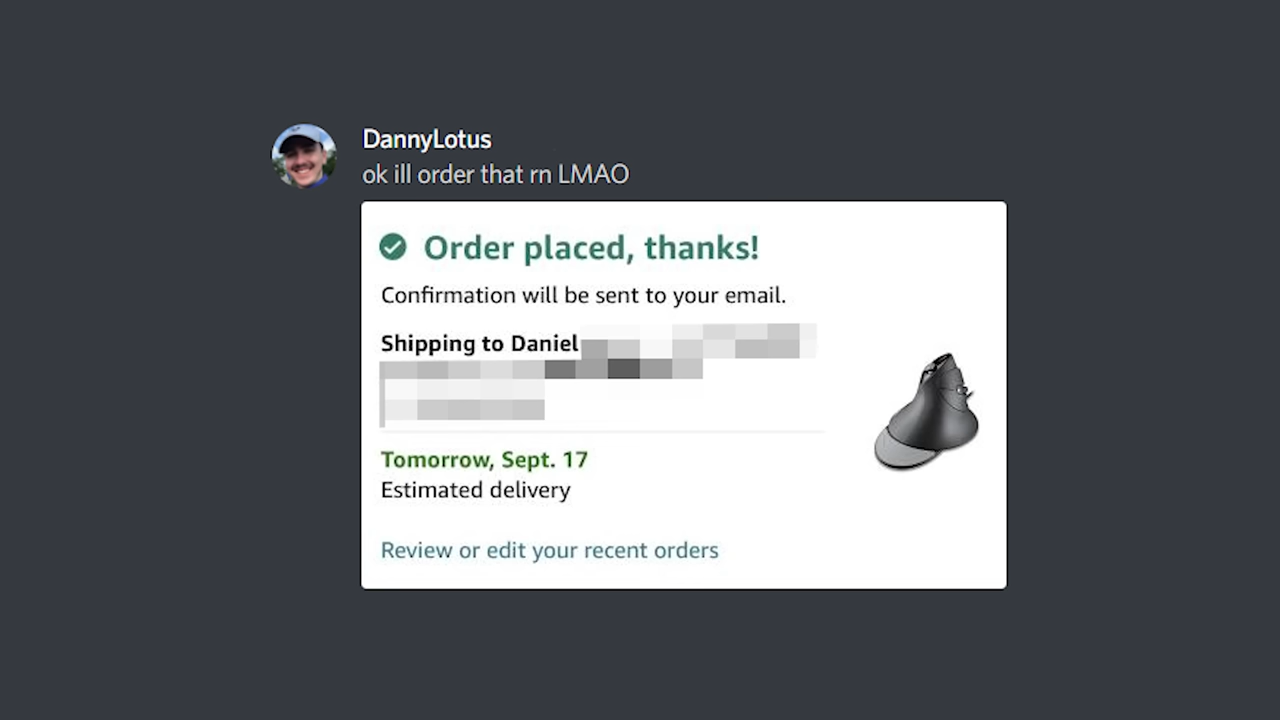 DannyLotus
ok ill order that rn LMAO
Order placed, thanks!
Confirmation will be sent to your email.
Shipping to Daniel
Tomorrow, Sept. 17
Estimated delivery
Review or edit your recent orders